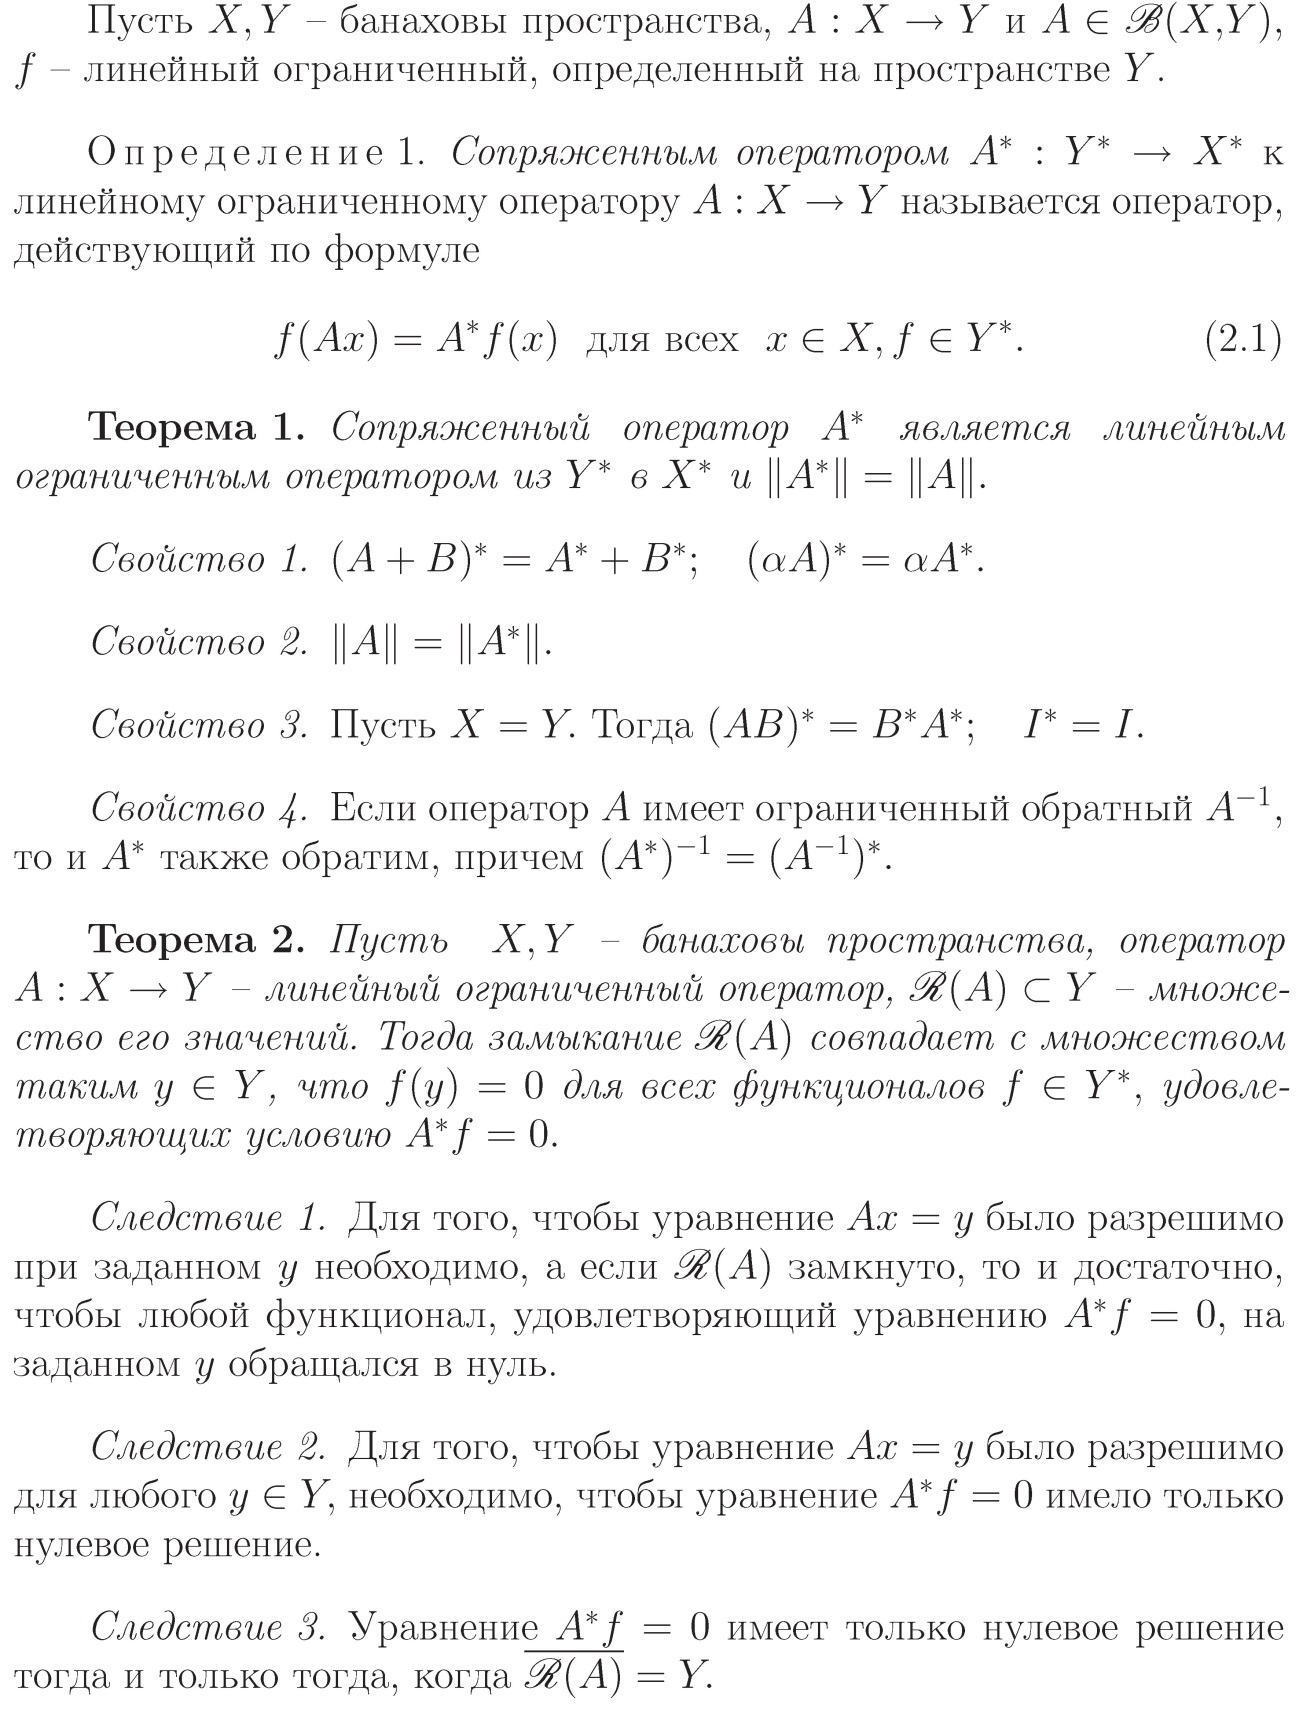 Пусть X, Y – банаховы пространства, A : X → Y и A ∈ ℬ(X,Y),
f – линейный ограниченный, определенный на пространстве Y.
Определение 1. Сопряженным оператором A* : Y* → X* к
линейному ограниченному оператору A : X → Y называется оператор,
действующий по формуле
f(Ax) = A*f(x) для всех x ∈ X, f ∈ Y*. (2.1)
Теорема 1. Сопряженный оператор A* является линейным
ограниченным оператором из Y* в X* и ‖A*‖ = ‖A‖.
Свойство 1. (A + B)* = A* + B*; (αA)* = αA*.
Свойство 2. ‖A‖ = ‖A*‖.
Свойство 3. Пусть X = Y. Тогда (AB)* = B*A*; I* = I.
Свойство 4. Если оператор A имеет ограниченный обратный A⁻¹,
то и A* также обратим, причем (A*)⁻¹ = (A⁻¹)*.
Теорема 2. Пусть X, Y – банаховы пространства, оператор
A : X → Y – линейный ограниченный оператор, ℛ(A) ⊂ Y – множе-
ство его значений. Тогда замыкание ℛ(A) совпадает с множеством
таким y ∈ Y, что f(y) = 0 для всех функционалов f ∈ Y*, удовле-
творяющих условию A*f = 0.
Следствие 1. Для того, чтобы уравнение Ax = y было разрешимо
при заданном y необходимо, а если ℛ(A) замкнуто, то и достаточно,
чтобы любой функционал, удовлетворяющий уравнению A*f = 0, на
заданном y обращался в нуль.
Следствие 2. Для того, чтобы уравнение Ax = y было разрешимо
для любого y ∈ Y, необходимо, чтобы уравнение A*f = 0 имело только
нулевое решение.
Следствие 3. Уравнение A*f = 0 имеет только нулевое решение
тогда и только тогда, когда \overline{ℛ(A)} = Y.